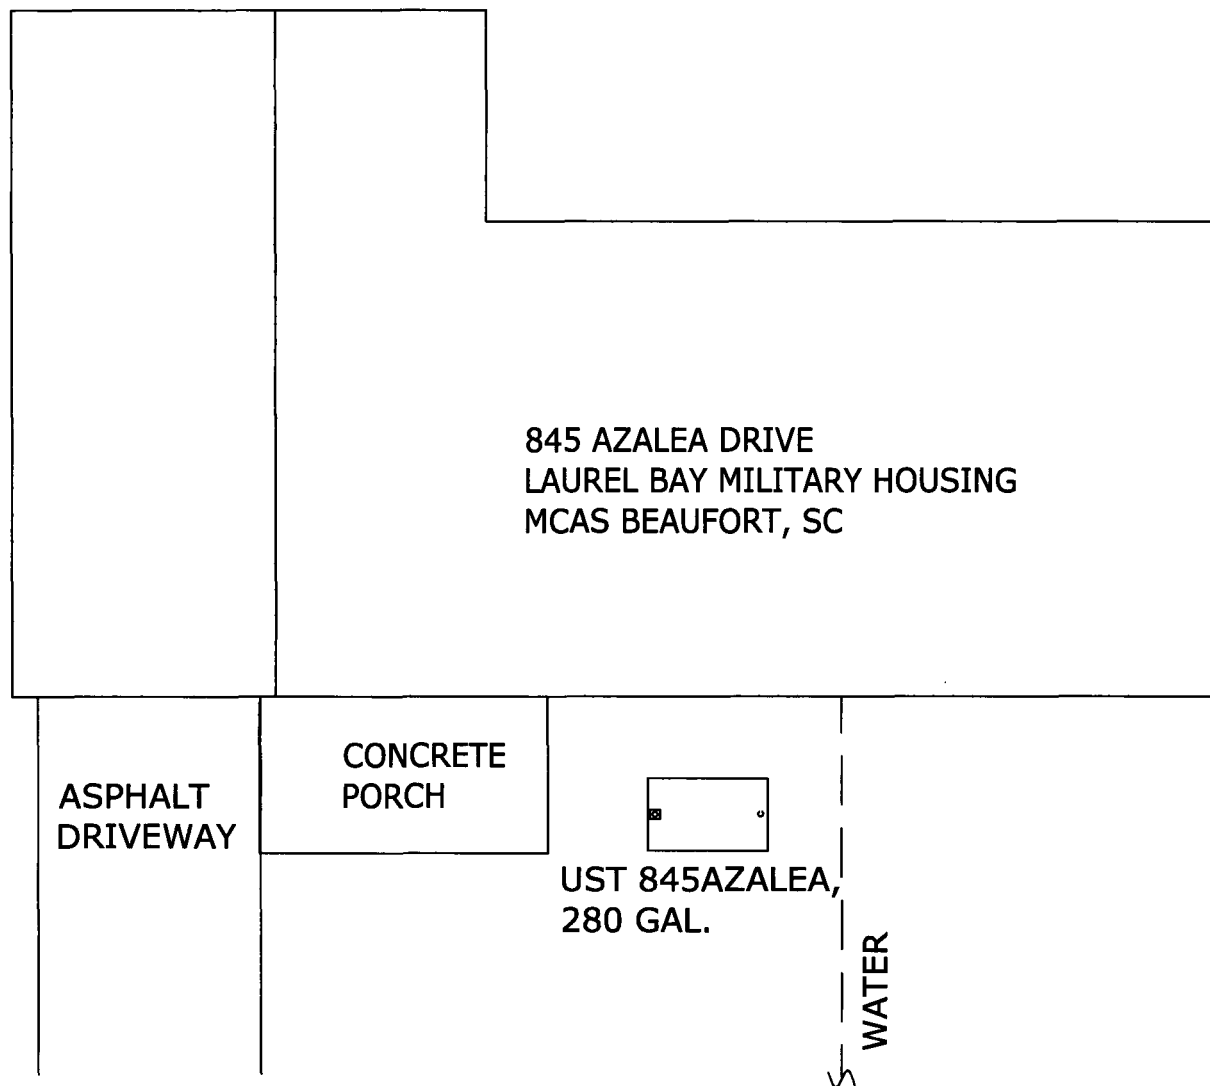 845 AZALEA DRIVE
LAUREL BAY MILITARY HOUSING
MCAS BEAUFORT, SC
CONCRETE
PORCH
ASPHALT
DRIVEWAY
UST 845AZALEA,
280 GAL.
WATER